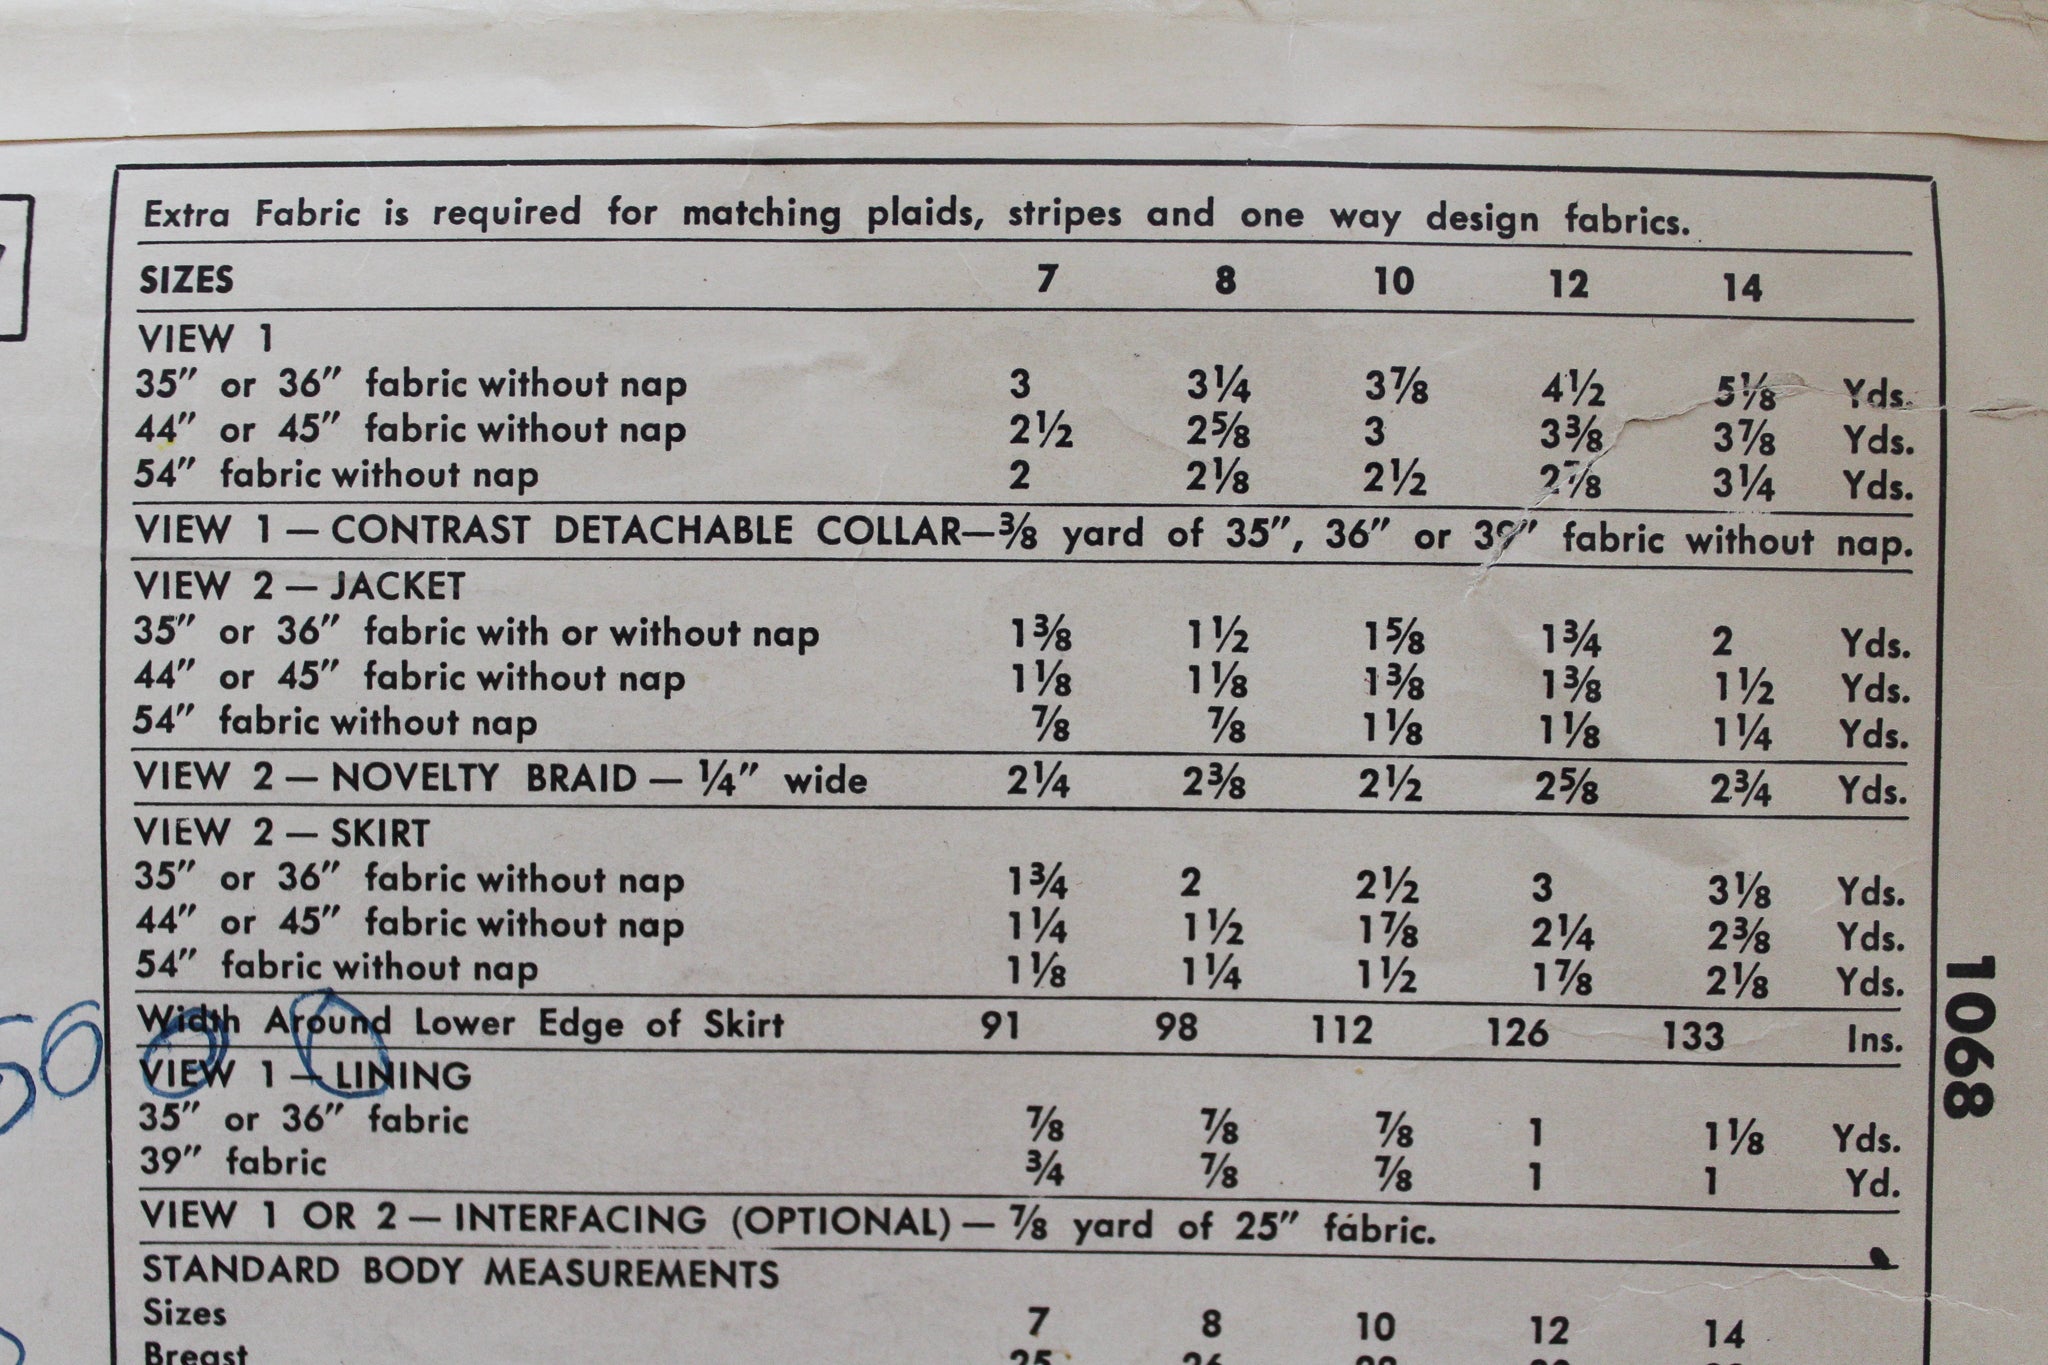 Extra Fabric is required for matching plaids, stripes and one way design fabrics.
SIZES 7 8 10 12 14
VIEW 1
35" or 36" fabric without nap 3 3¼ 3⅞ 4½ 5⅛ Yds.
44" or 45" fabric without nap 2½ 2⅝ 3 3⅜ 3⅞ Yds.
54" fabric without nap 2 2⅛ 2½ 2⅞ 3¼ Yds.
VIEW 1 — CONTRAST DETACHABLE COLLAR—⅜ yard of 35", 36" or 39" fabric without nap.
VIEW 2 — JACKET
35" or 36" fabric with or without nap 1⅜ 1½ 1⅝ 1¾ 2 Yds.
44" or 45" fabric without nap 1⅛ 1⅛ 1⅜ 1⅜ 1½ Yds.
54" fabric without nap ⅞ ⅞ 1⅛ 1⅛ 1¼ Yds.
VIEW 2 — NOVELTY BRAID — ¼" wide 2¼ 2⅜ 2½ 2⅝ 2¾ Yds.
VIEW 2 — SKIRT
35" or 36" fabric without nap 1¾ 2 2½ 3 3⅛ Yds.
44" or 45" fabric without nap 1¼ 1½ 1⅞ 2¼ 2⅜ Yds.
54" fabric without nap 1⅛ 1¼ 1½ 1⅞ 2⅛ Yds.
Width Around Lower Edge of Skirt 91 98 112 126 133 Ins.
VIEW 1 — LINING
35" or 36" fabric ⅞ ⅞ ⅞ 1 1⅛ Yds.
39" fabric ¾ ⅞ ⅞ 1 1 Yd.
VIEW 1 OR 2 — INTERFACING (OPTIONAL) — ⅞ yard of 25" fabric.
STANDARD BODY MEASUREMENTS
Sizes 7 8 10 12 14
Breast
1068